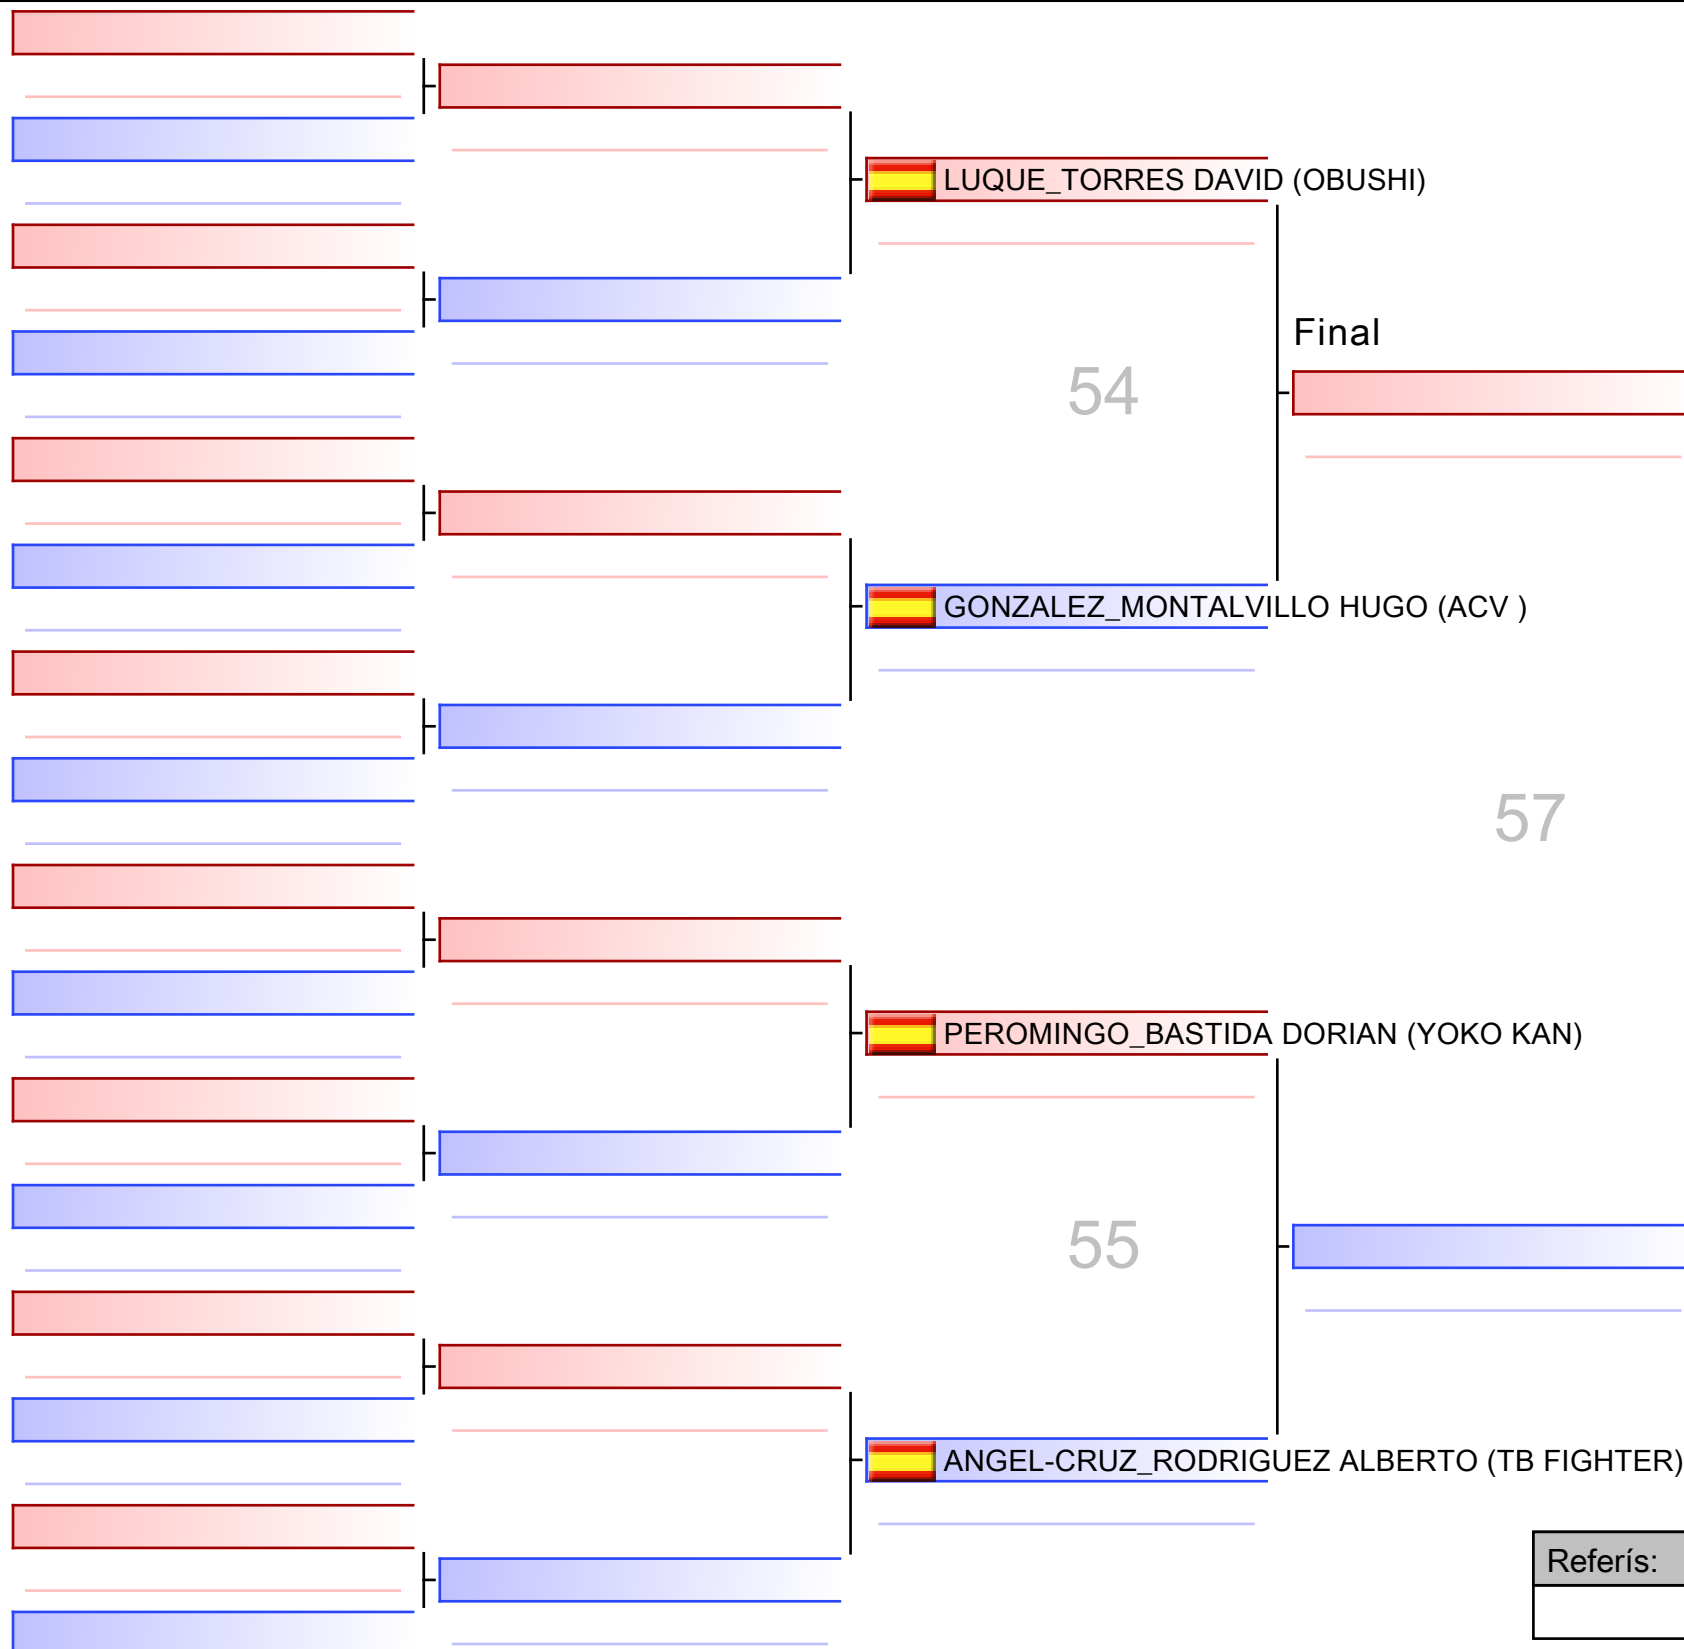 LUQUE_TORRES DAVID (OBUSHI)
Final
54
GONZALEZ_MONTALVILLO HUGO (ACV )
57
PEROMINGO_BASTIDA DORIAN (YOKO KAN)
55
ANGEL-CRUZ_RODRIGUEZ ALBERTO (TB FIGHTER)
Referís: